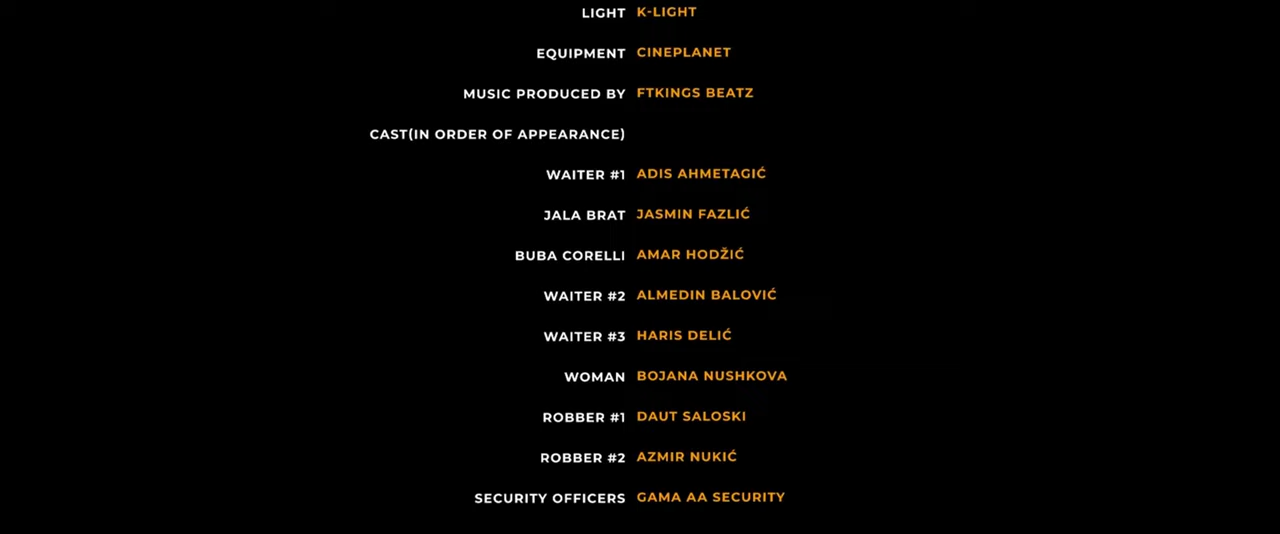 LIGHT K-LIGHT
EQUIPMENT CINEPLANET
MUSIC PRODUCED BY FTKINGS BEATZ
CAST(IN ORDER OF APPEARANCE)
WAITER #1 ADIS AHMETAGIĆ
JALA BRAT JASMIN FAZLIĆ
BUBA CORELLI AMAR HODŽIĆ
WAITER #2 ALMEDIN BALOVIĆ
WAITER #3 HARIS DELIĆ
WOMAN BOJANA NUSHKOVA
ROBBER #1 DAUT SALOSKI
ROBBER #2 AZMIR NUKIĆ
SECURITY OFFICERS GAMA AA SECURITY